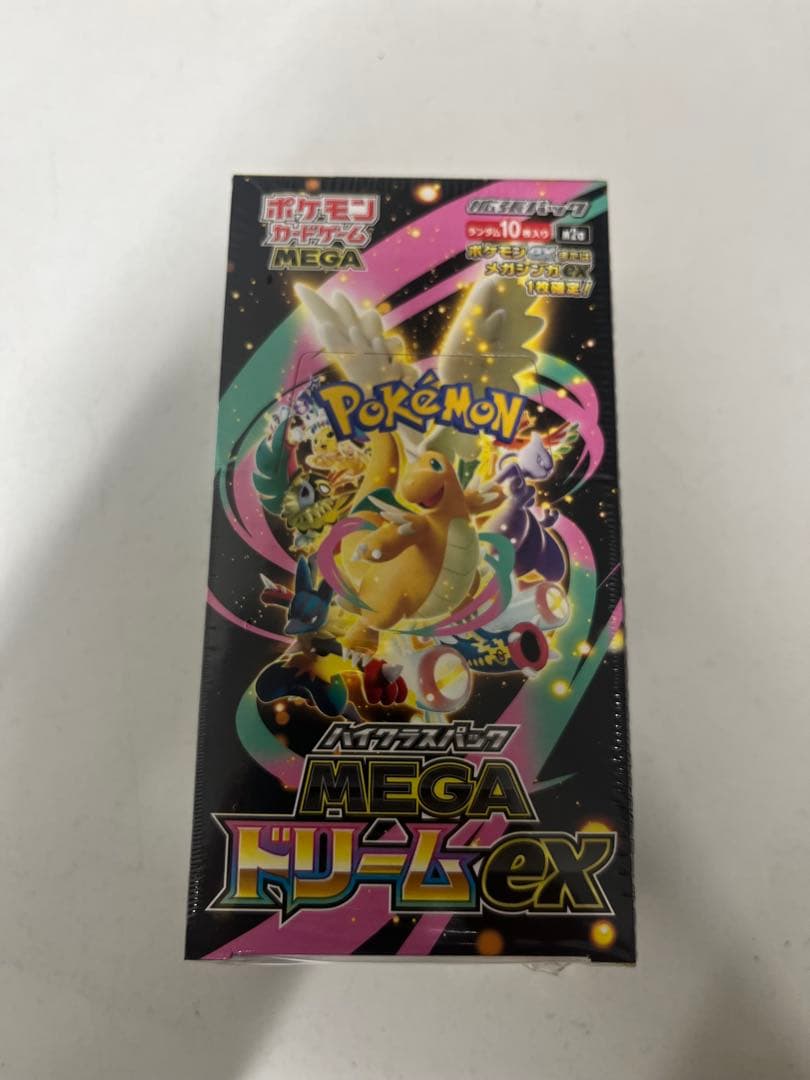 ポケモン
カードゲーム
MEGA
拡張パック
ランダム10枚入り
ポケモンexまたは
メガシンカex
1枚確定!
POKéMON
ハイクラスパック
MEGA
ドリームex